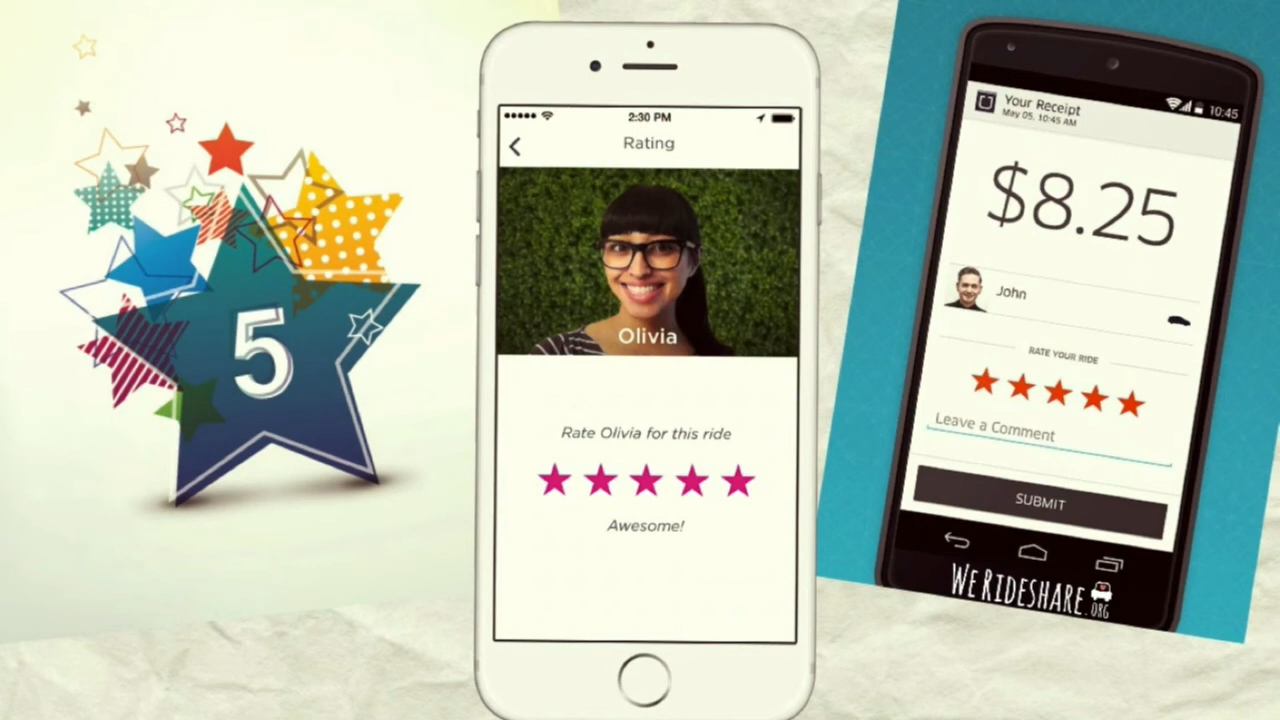 5
2:30 PM
Rating
Olivia
Rate Olivia for this ride
Awesome!
10:45
Your Receipt
May 05, 10:45 AM
$8.25
John
RATE YOUR RIDE
Leave a Comment
SUBMIT
WE RIDESHARE.ORG